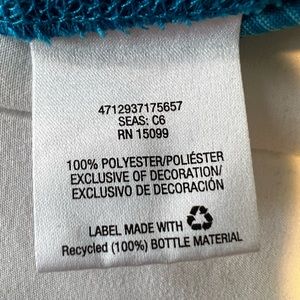 4712937175657
SEAS: C6
RN 15099
100% POLYESTER/POLIÉSTER
EXCLUSIVE OF DECORATION/
EXCLUSIVO DE DECORACIÓN
LABEL MADE WITH
Recycled (100%) BOTTLE MATERIAL